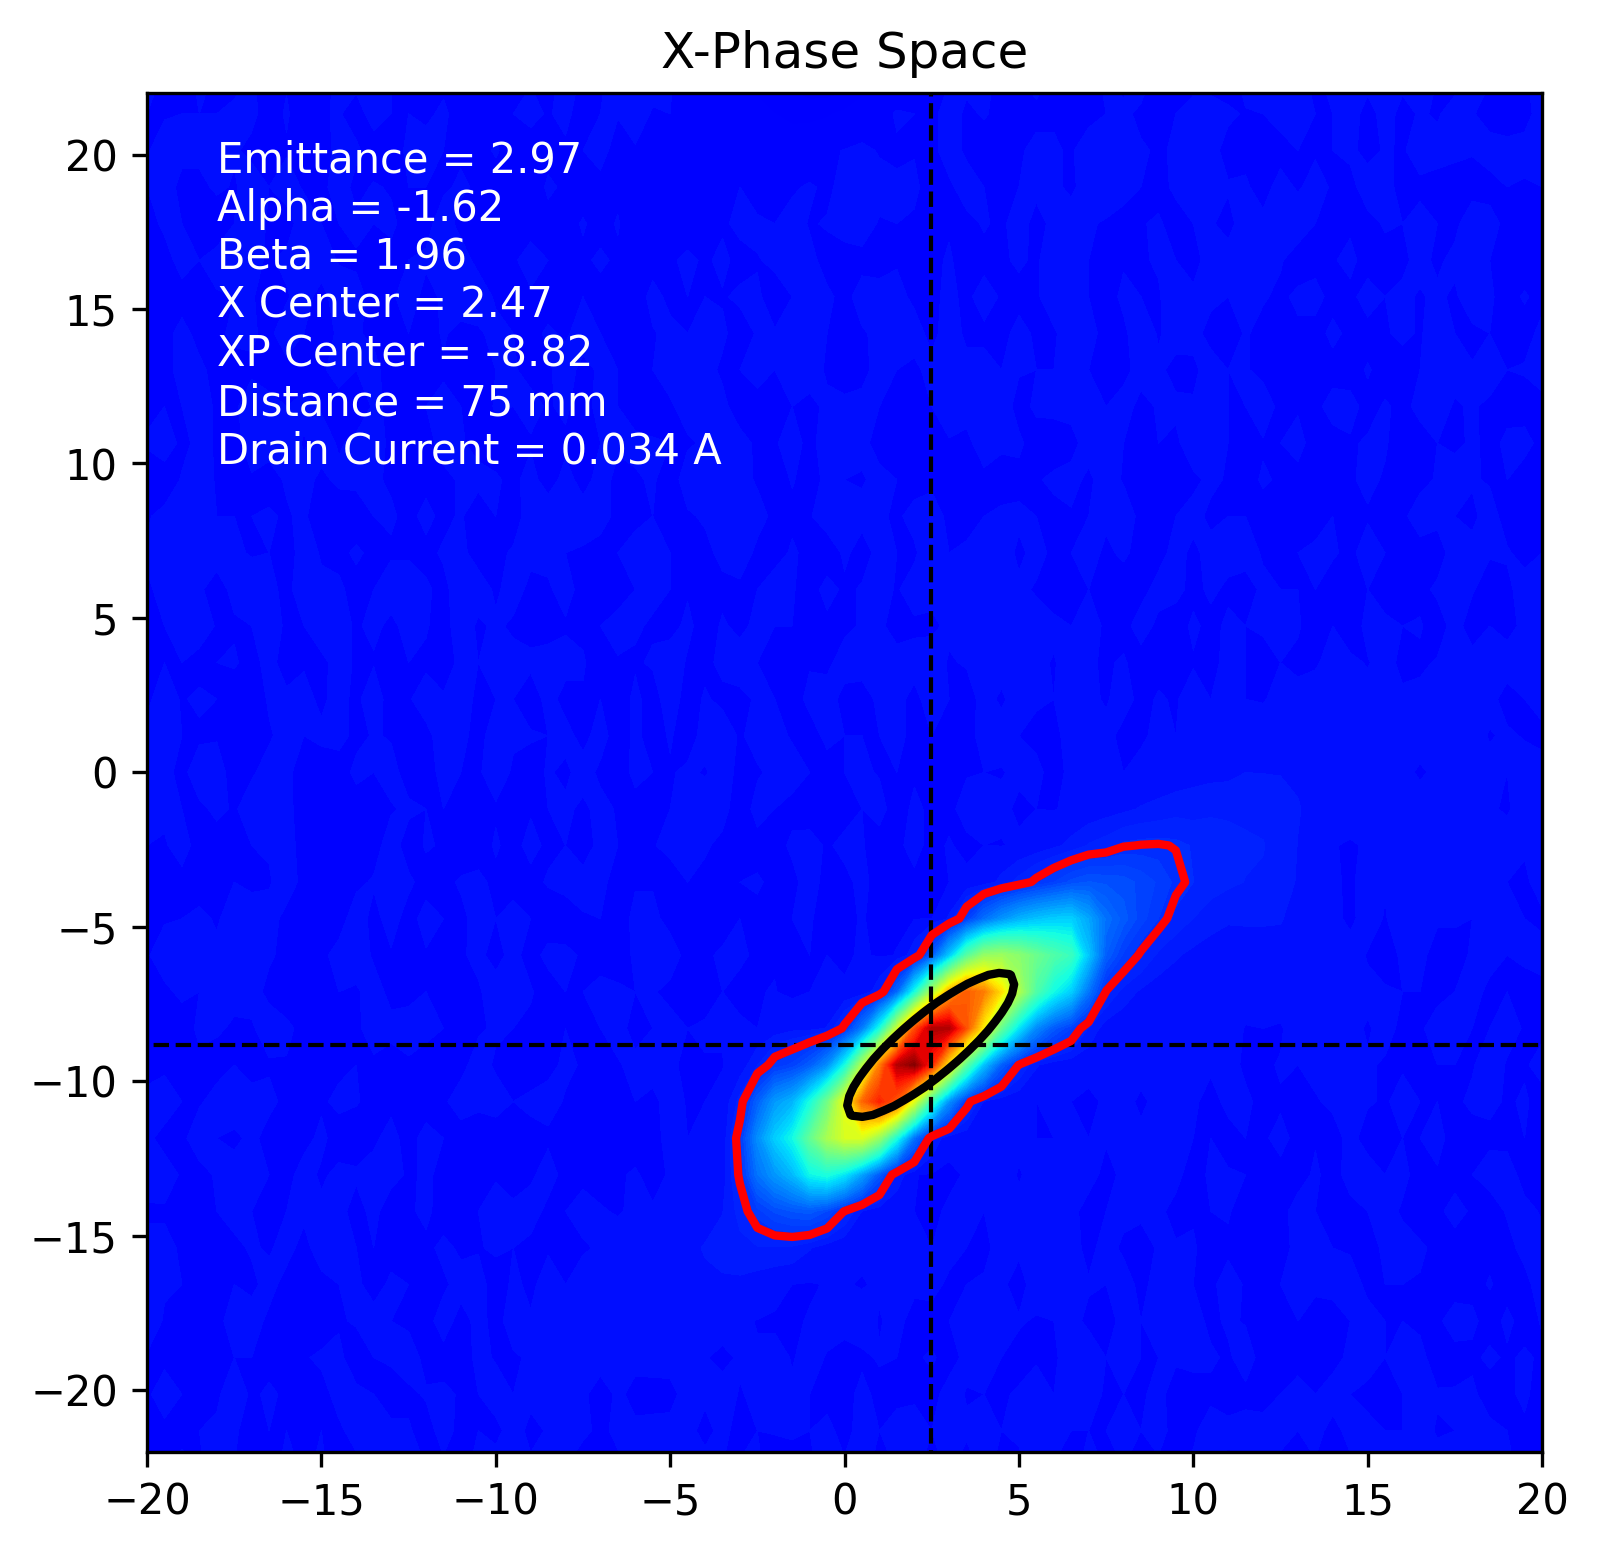 X-Phase Space
Emittance = 2.97
Alpha = -1.62
Beta = 1.96
X Center = 2.47
XP Center = -8.82
Distance = 75 mm
Drain Current = 0.034 A
20
15
10
5
0
−5
−10
−15
−20
−20 −15 −10 −5 0 5 10 15 20